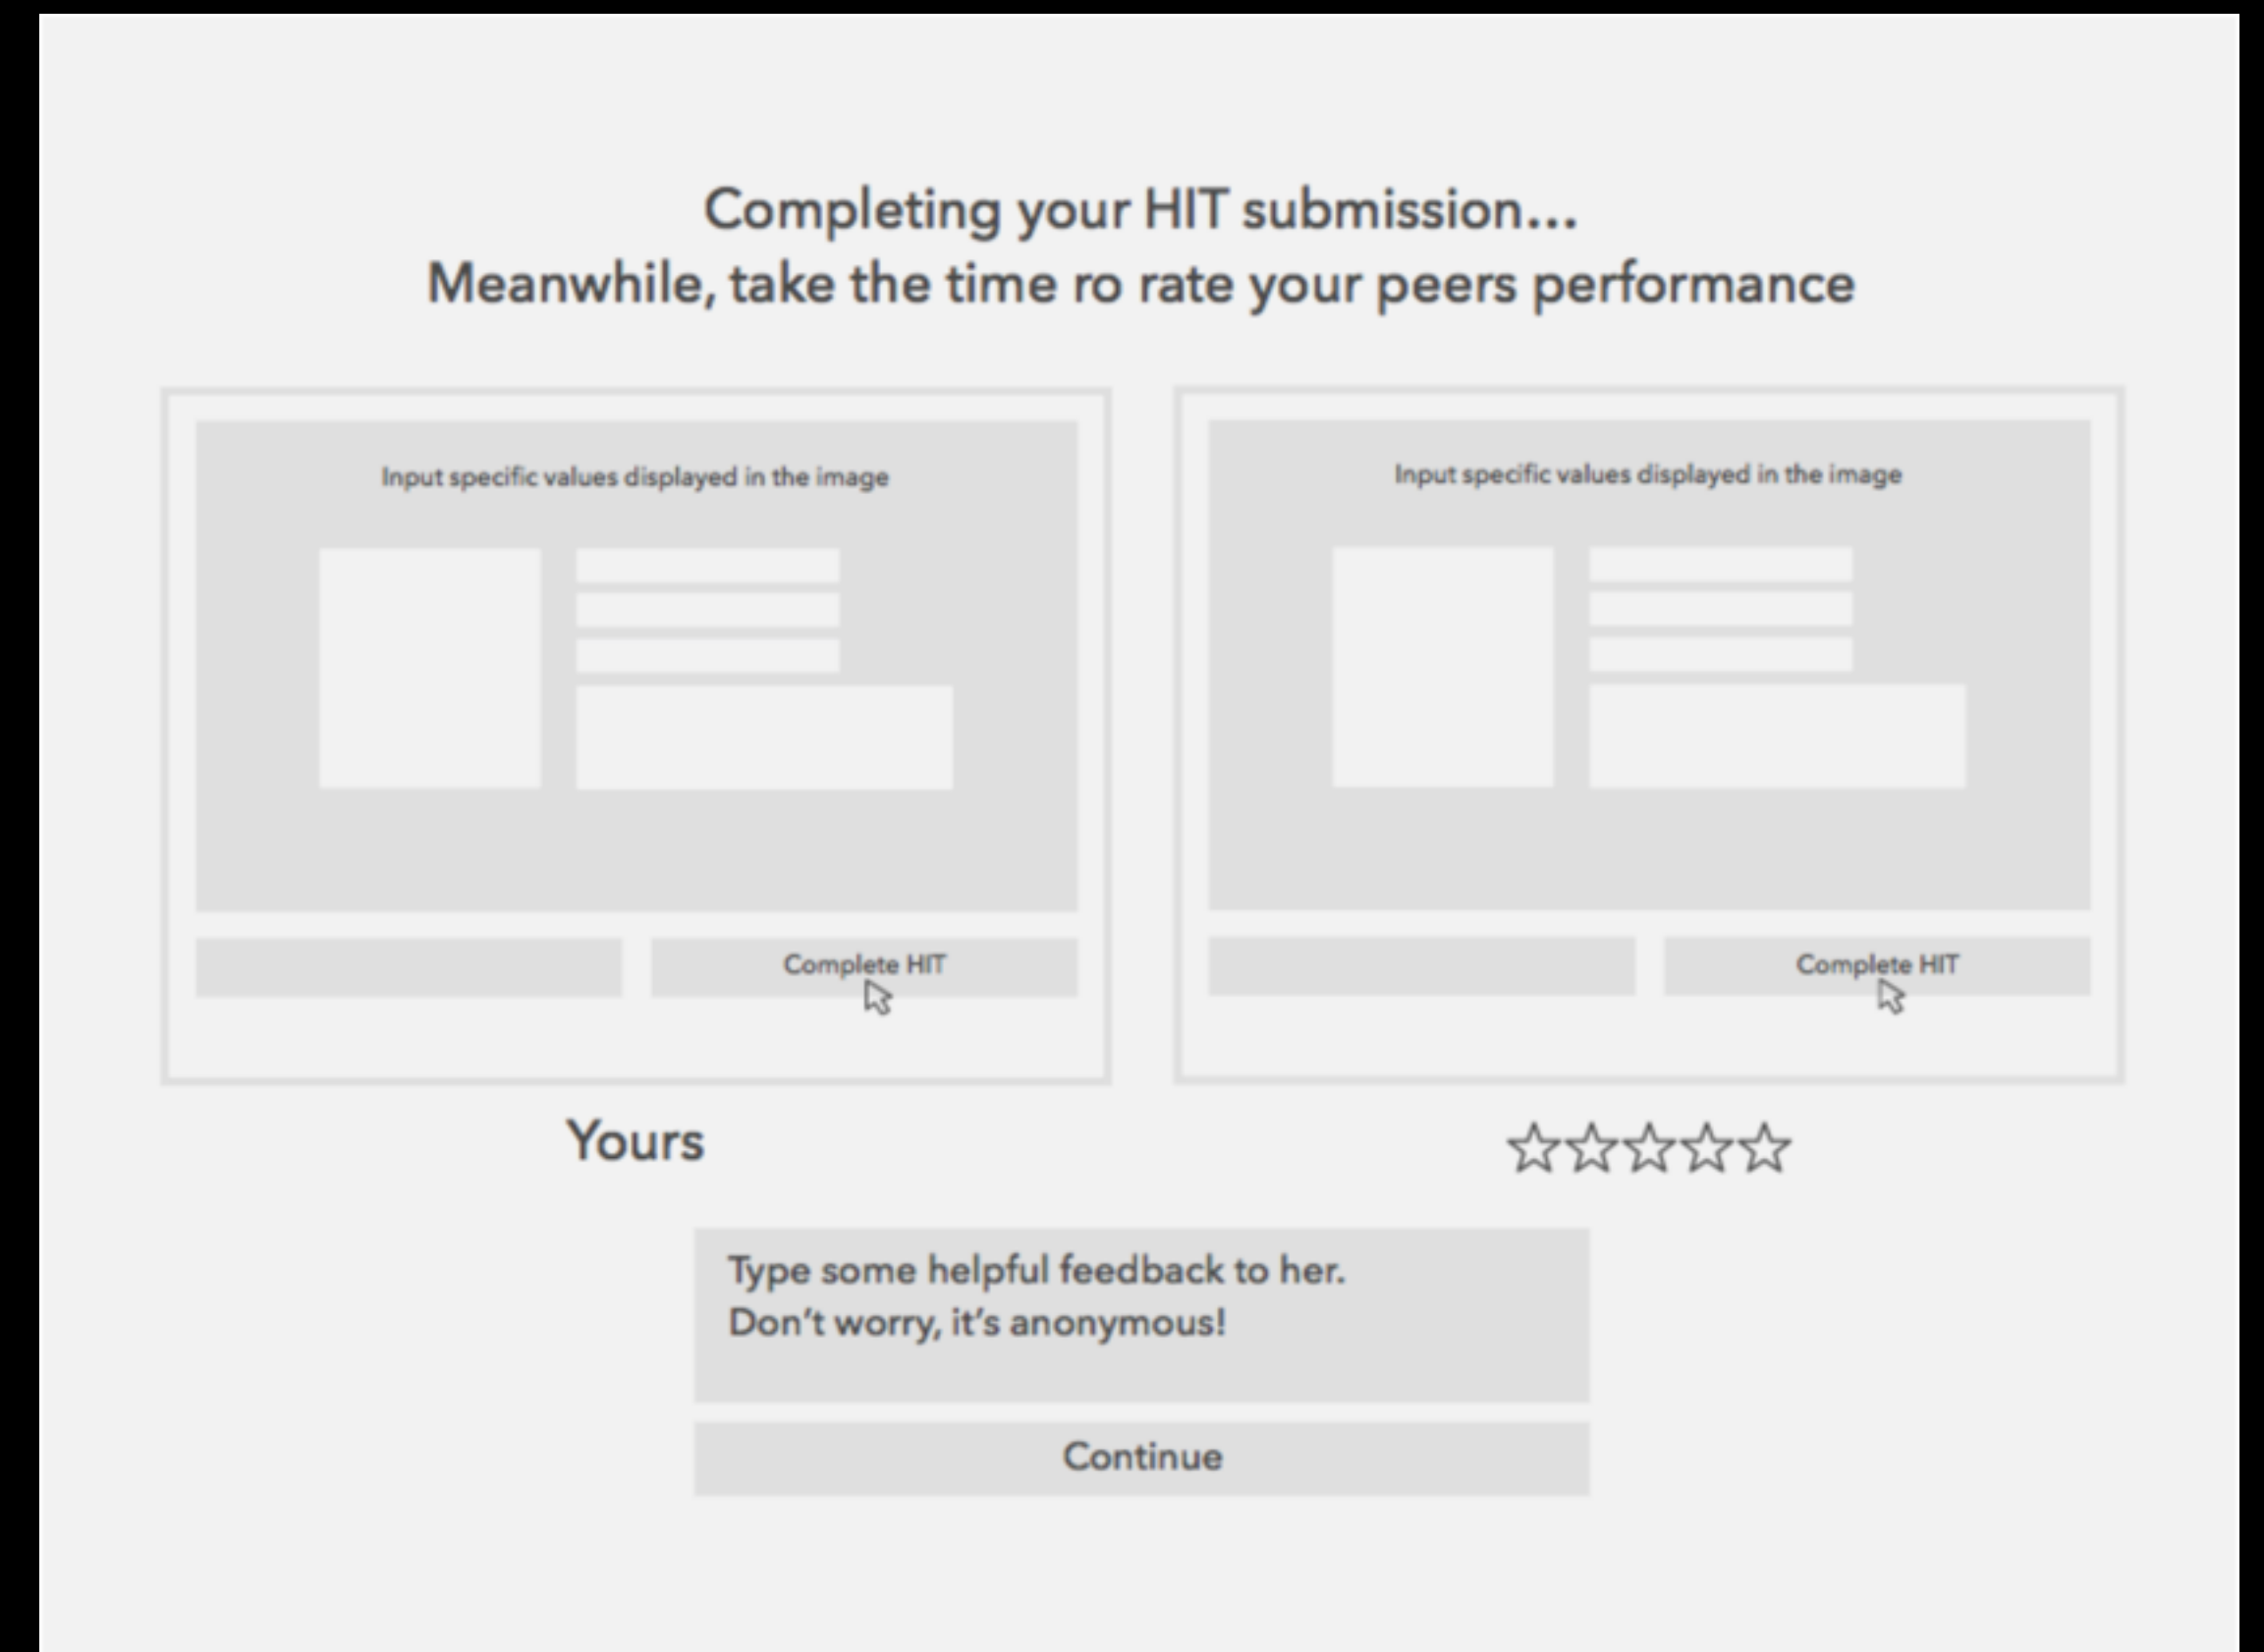 Completing your HIT submission...
Meanwhile, take the time ro rate your peers performance
Input specific values displayed in the image
Complete HIT
Input specific values displayed in the image
Complete HIT
Yours
Type some helpful feedback to her.
Don't worry, it's anonymous!
Continue